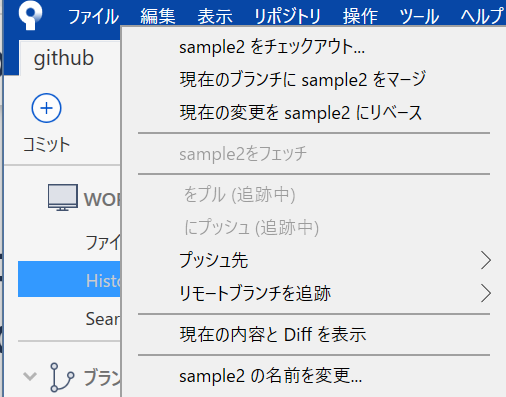 ファイル 編集 表示 リポジトリ 操作 ツール ヘルプ
github
コミット
WOR
ファイ
Histo
Sear
ブラン
sample2 をチェックアウト...
現在のブランチに sample2 をマージ
現在の変更を sample2 にリベース
sample2をフェッチ
をプル (追跡中)
にプッシュ (追跡中)
プッシュ先
リモートブランチを追跡
現在の内容と Diff を表示
sample2 の名前を変更...